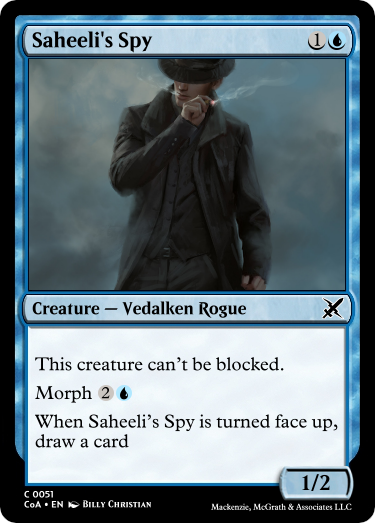 Saheeli's Spy 1
Creature — Vedalken Rogue
This creature can't be blocked.
Morph 2
When Saheeli's Spy is turned face up,
draw a card
1/2
C 0051
CoA • EN Billy Christian
Mackenzie, McGrath & Associates LLC